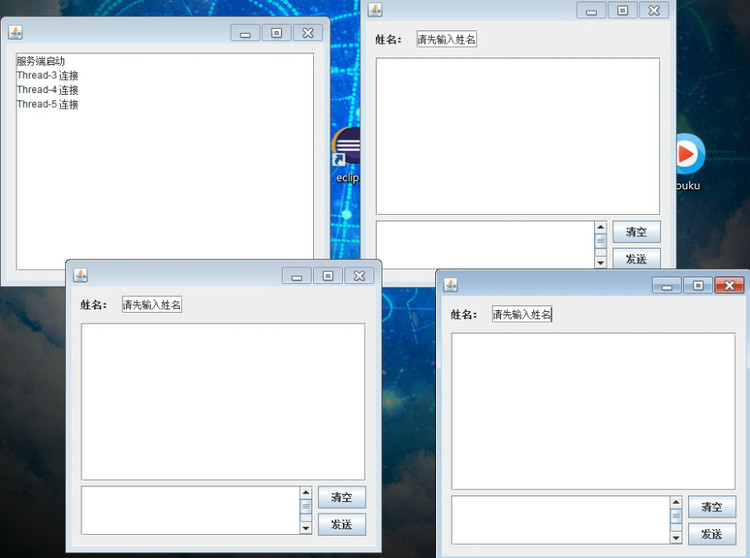 服务端启动
Thread-3 连接
Thread-4 连接
Thread-5 连接
姓名： 请先输入姓名
清空
发送
eclip
ouku
姓名： 请先输入姓名
清空
发送
姓名： 请先输入姓名
清空
发送